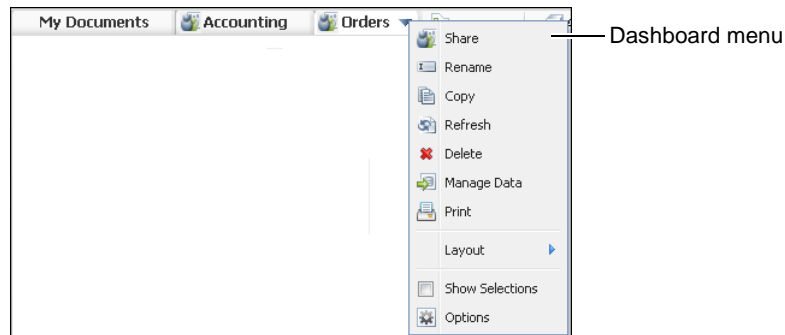 My Documents Accounting Orders
Share
Dashboard menu
Rename
Copy
Refresh
Delete
Manage Data
Print
Layout
Show Selections
Options